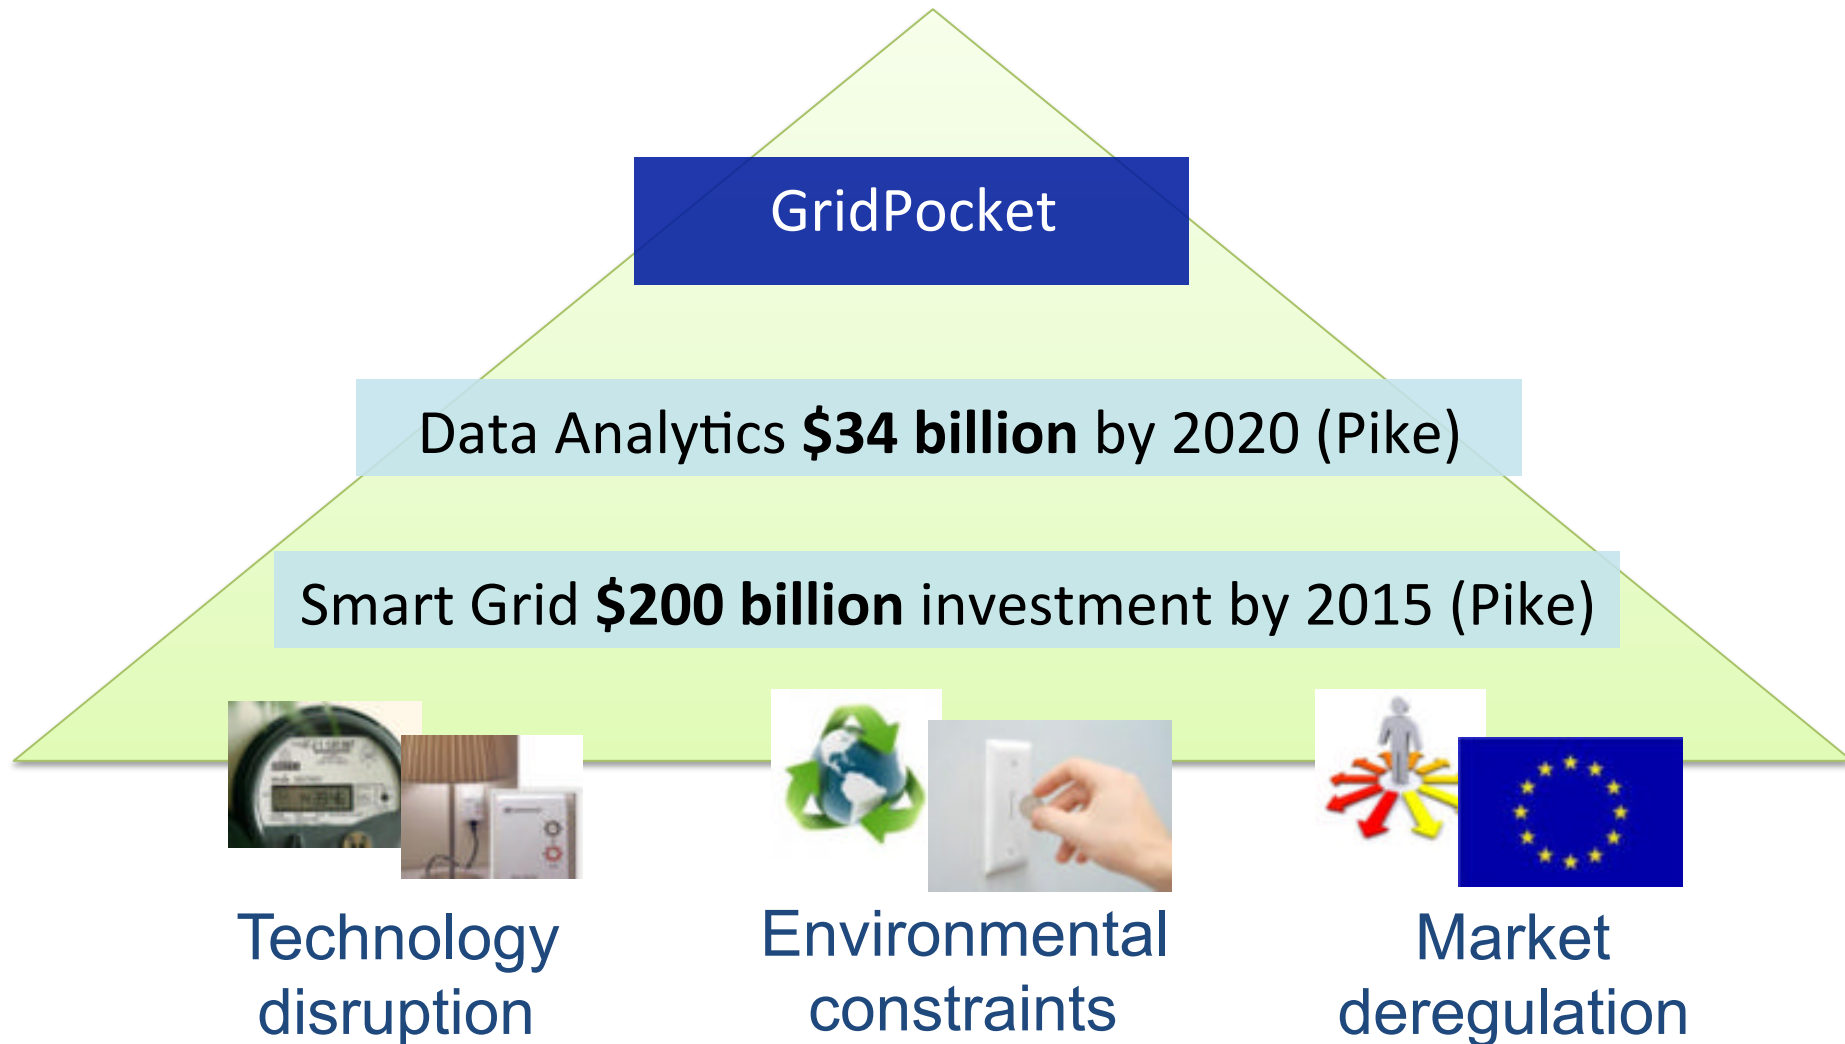 GridPocket
Data Analytics $34 billion by 2020 (Pike)
Smart Grid $200 billion investment by 2015 (Pike)
Technology
disruption
Environmental
constraints
Market
deregulation